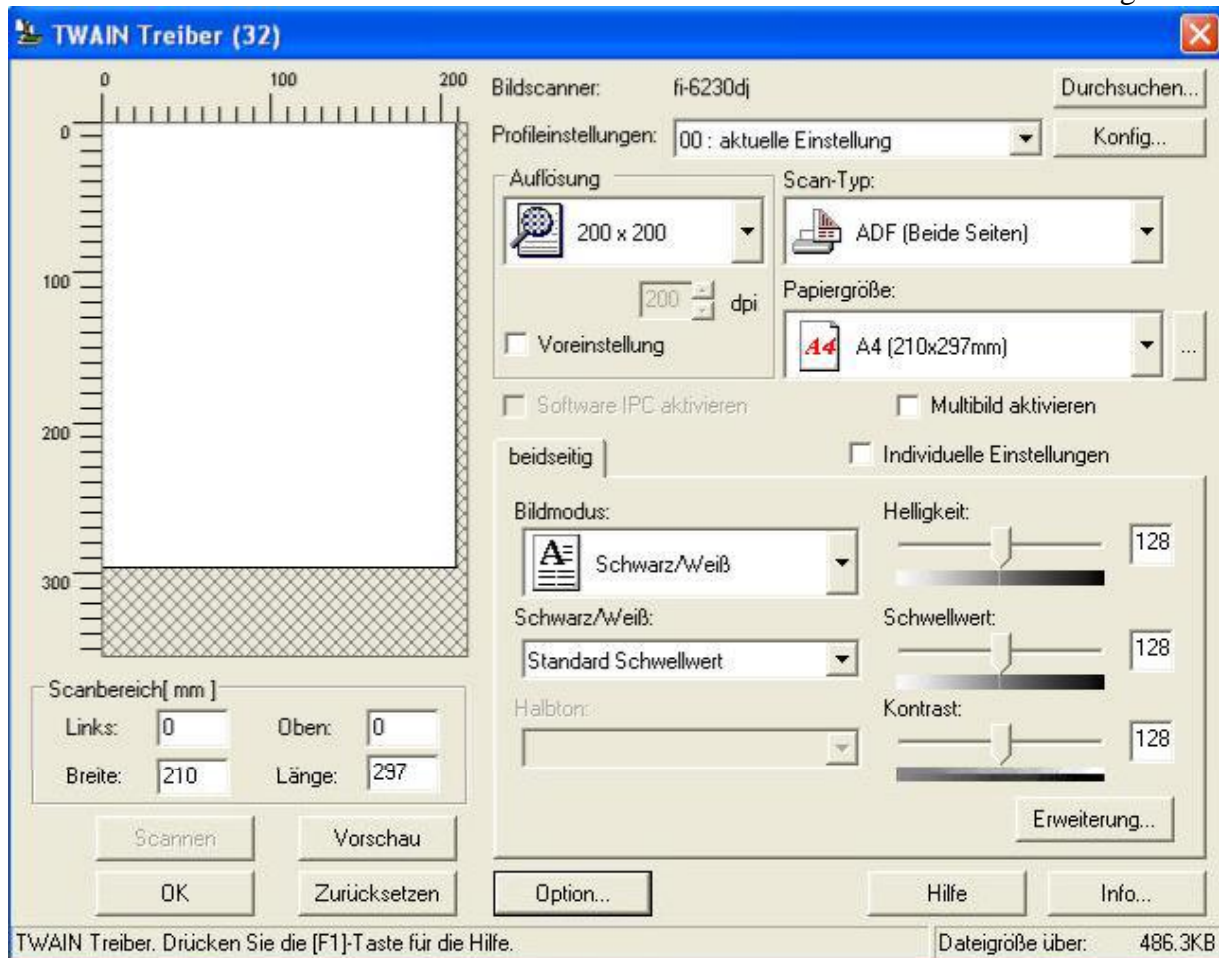 TWAIN Treiber (32)
0 100 200
0
100
200
300
Bildscanner: fi-6230dj Durchsuchen...
Profileinstellungen: 00 : aktuelle Einstellung Konfig...
Auflösung
200 x 200
200 dpi
Voreinstellung
Scan-Typ:
ADF (Beide Seiten)
Papiergröße:
A4 A4 (210x297mm) ...
Software IPC aktivieren Multibild aktivieren
beidseitig Individuelle Einstellungen
Bildmodus:
A Schwarz/Weiß
Schwarz/Weiß:
Standard Schwellwert
Halbton:
Helligkeit:
128
Schwellwert:
128
Kontrast:
128
Erweiterung...
Scanbereich[ mm ]
Links: 0 Oben: 0
Breite: 210 Länge: 297
Scannen Vorschau
OK Zurücksetzen Option... Hilfe Info...
TWAIN Treiber. Drücken Sie die [F1]-Taste für die Hilfe. Dateigröße über: 486.3KB